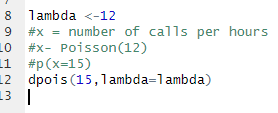 8 lambda <-12
9 #x = number of calls per hours
10 #x- Poisson(12)
11 #p(x=15)
12 dpois(15,lambda=lambda)
13